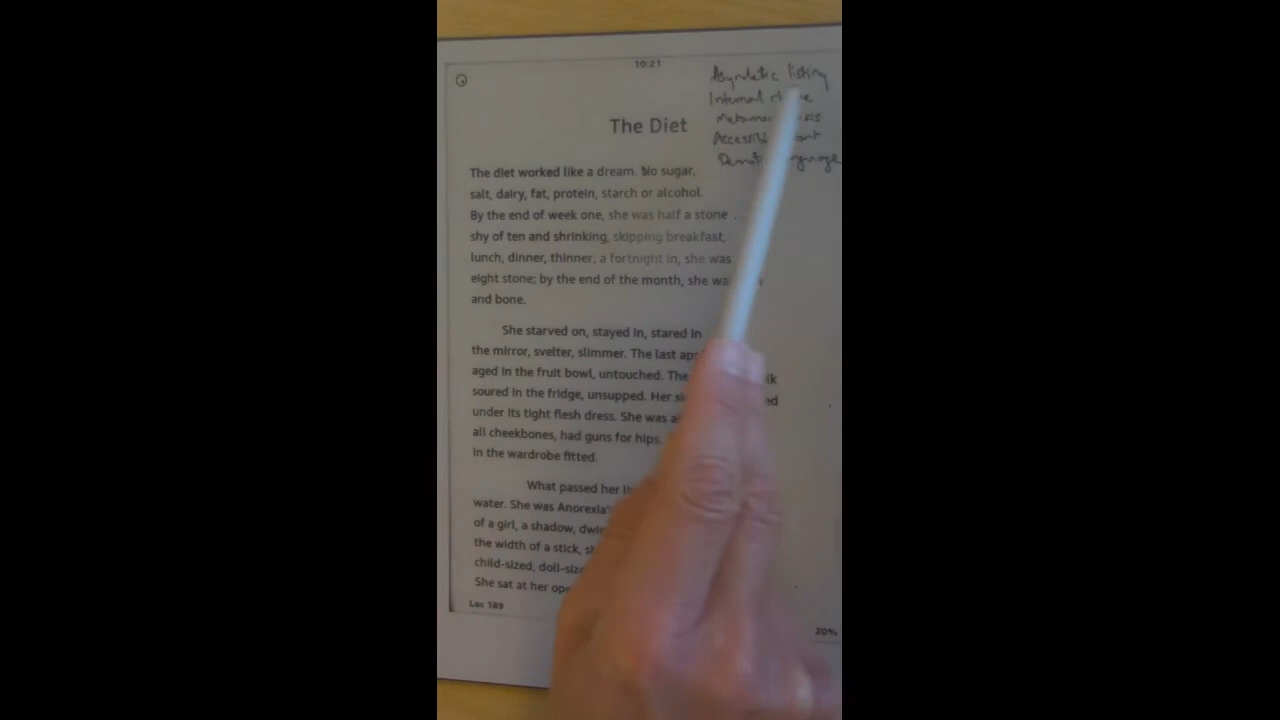 10:21
Asyndetic listing
Internal
The Diet
Accessible
The diet worked like a dream. No sugar,
salt, dairy, fat, protein, starch or alcohol.
By the end of week one, she was half a stone
shy of ten and shrinking, skipping breakfast,
lunch, dinner, thinner; a fortnight in, she was
eight stone; by the end of the month, she
and bone.
She starved on, stayed in, stared in
the mirror, svelter, slimmer. The last
aged in the fruit bowl, untouched.
soured in the fridge, unsupped. Her
under its tight flesh dress. She was
all cheekbones, had guns for hips.
in the wardrobe fitted.
What passed her
water. She was Anorexia's
of a girl, a shadow,
the width of a stick,
child-sized,
She sat at her
Loc 189
20%